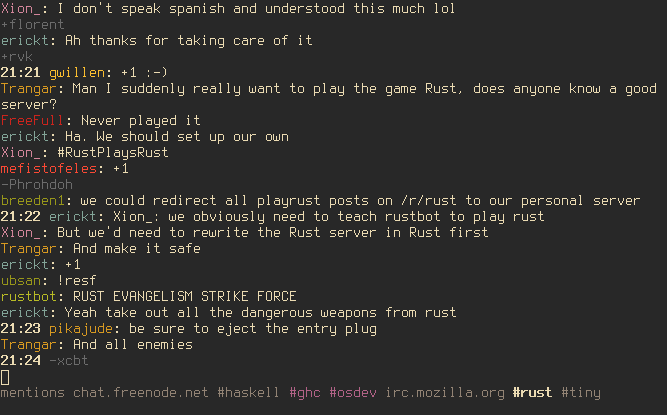 Xion_: I don't speak spanish and understood this much lol
+florent
erickt: Ah thanks for taking care of it
+rvk
21:21 gwillen: +1 :-)
Trangar: Man I suddenly really want to play the game Rust, does anyone know a good
server?
FreeFull: Never played it
erickt: Ha. We should set up our own
Xion_: #RustPlaysRust
mefistofeles: +1
-Phrohdoh
breeden1: we could redirect all playrust posts on /r/rust to our personal server
21:22 erickt: Xion_: we obviously need to teach rustbot to play rust
Xion_: But we'd need to rewrite the Rust server in Rust first
Trangar: And make it safe
erickt: +1
ubsan: !resf
rustbot: RUST EVANGELISM STRIKE FORCE
erickt: Yeah take out all the dangerous weapons from rust
21:23 pikajude: be sure to eject the entry plug
Trangar: And all enemies
21:24 -xcbt
mentions chat.freenode.net #haskell #ghc #osdev irc.mozilla.org #rust #tiny